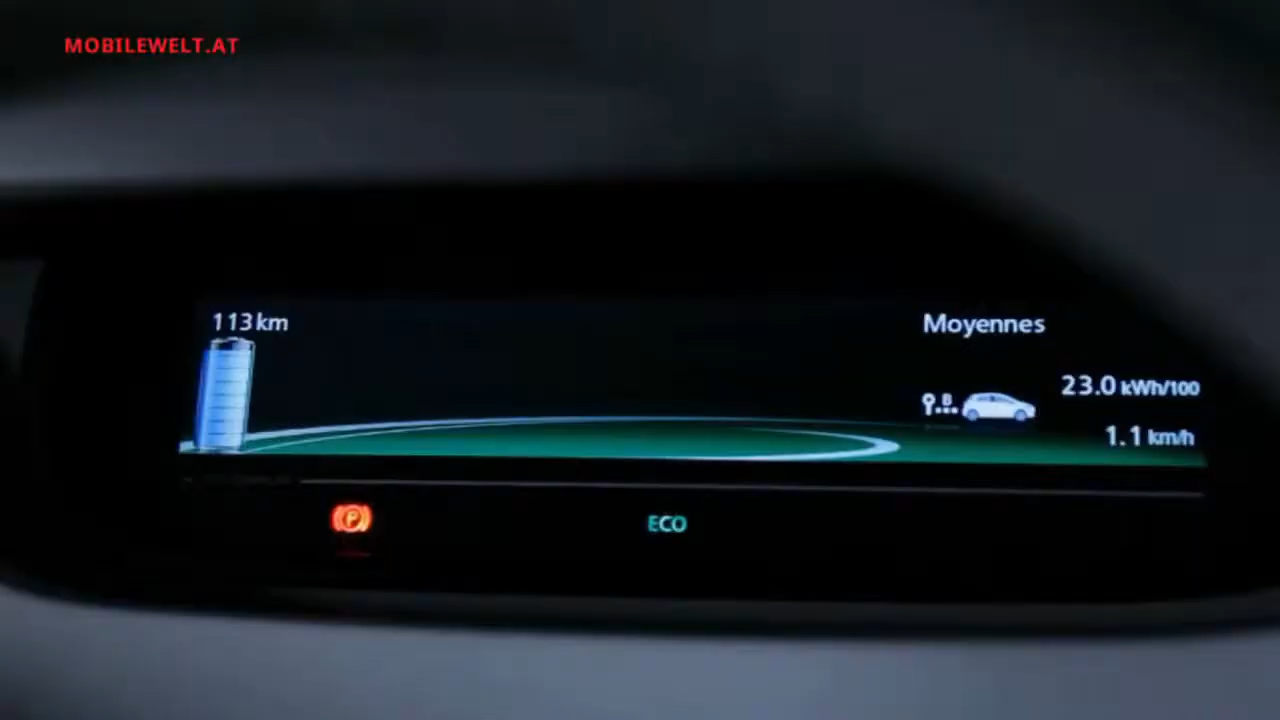 MOBILEWELT.AT
113 km
Moyennes
B
23.0 kWh/100
1.1 km/h
P
ECO